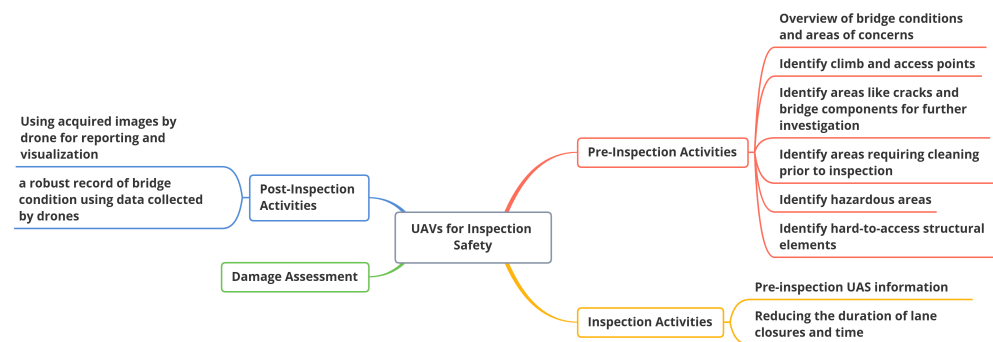 UAVs for Inspection
Safety
Pre-Inspection Activities
Overview of bridge conditions
and areas of concerns
Identify climb and access points
Identify areas like cracks and
bridge components for further
investigation
Identify areas requiring cleaning
prior to inspection
Identify hazardous areas
Identify hard-to-access structural
elements
Inspection Activities
Pre-inspection UAS information
Reducing the duration of lane
closures and time
Post-Inspection
Activities
Using acquired images by
drone for reporting and
visualization
a robust record of bridge
condition using data collected
by drones
Damage Assessment